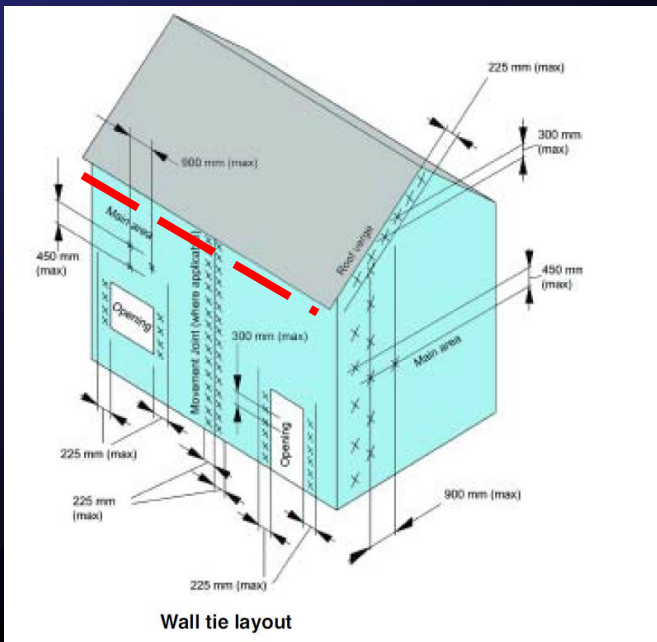 225 mm (max)
300 mm
(max)
900 mm (max)
Roof verge
Main area
450 mm
(max)
450 mm
(max)
Opening
Movement Joint (where applicable)
300 mm (max)
Main area
Opening
225 mm (max)
225 mm
(max)
900 mm (max)
225 mm (max)
Wall tie layout